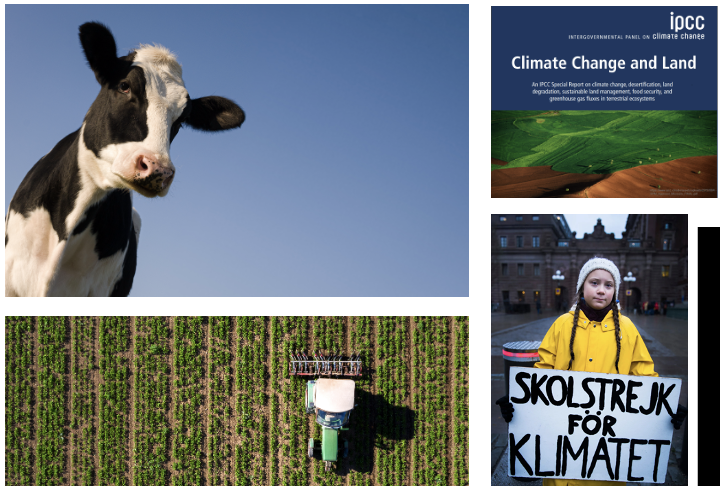 ipcc
INTERGOVERNMENTAL PANEL ON climate change
Climate Change and Land
An IPCC Special Report on climate change, desertification, land
degradation, sustainable land management, food security, and
greenhouse gas fluxes in terrestrial ecosystems
SKOLSTREJK
FÖR
KLIMATET